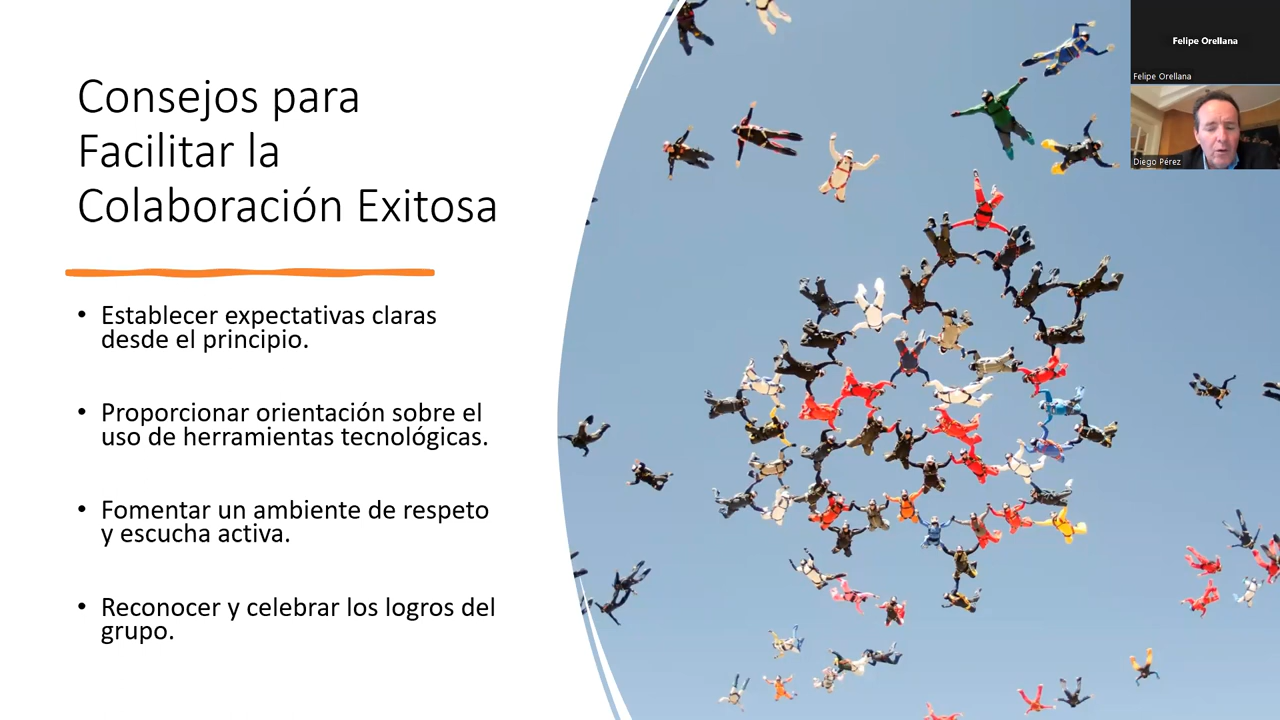 Consejos para
Facilitar la
Colaboración Exitosa
• Establecer expectativas claras
desde el principio.
• Proporcionar orientación sobre el
uso de herramientas tecnológicas.
• Fomentar un ambiente de respeto
y escucha activa.
• Reconocer y celebrar los logros del
grupo.
Felipe Orellana
Felipe Orellana
Diego Pérez